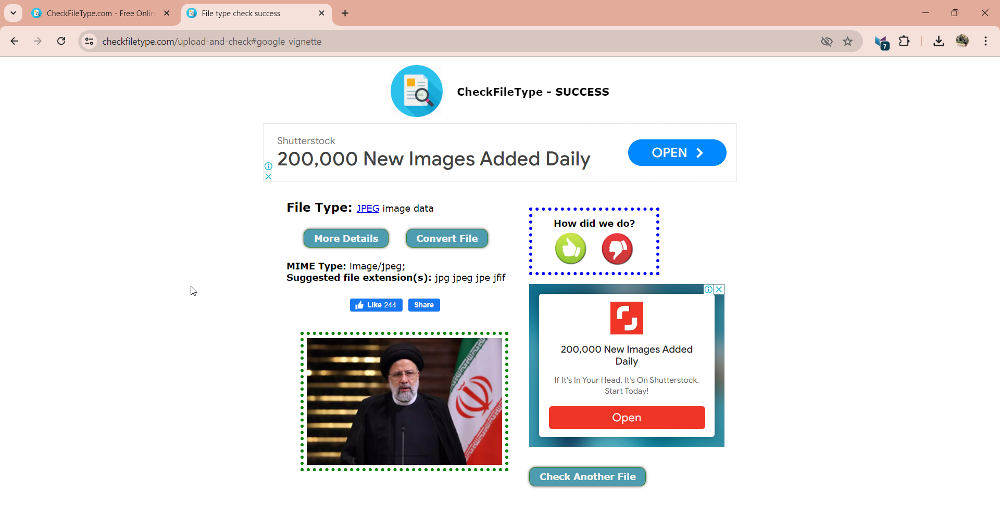 CheckFileType.com - Free Onlin
File type check success
checkfiletype.com/upload-and-check#google_vignette
7
CheckFileType - SUCCESS
Shutterstock
200,000 New Images Added Daily
OPEN
File Type: JPEG image data
More Details
Convert File
MIME Type: image/jpeg;
Suggested file extension(s): jpg jpeg jpe jfif
Like 244
Share
How did we do?
200,000 New Images Added
Daily
If It's In Your Head, It's On Shutterstock.
Start Today!
Open
Check Another File